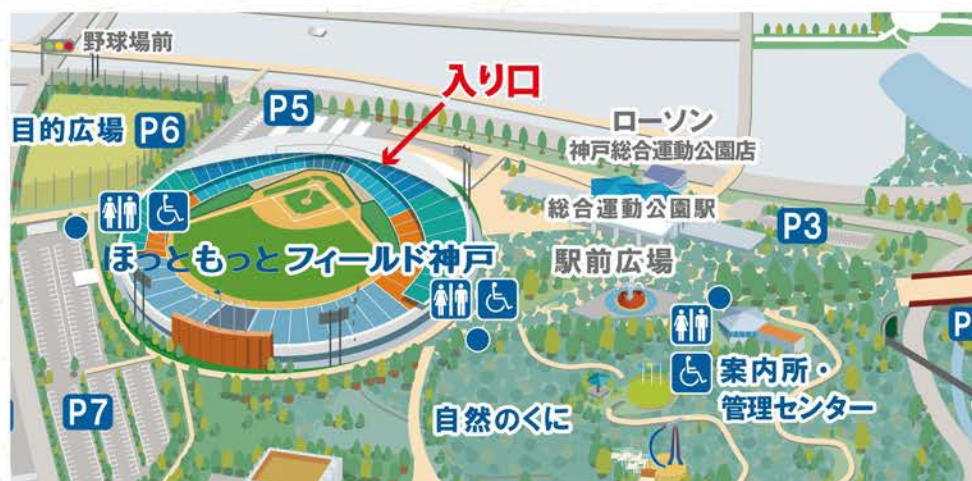 野球場前
入り口
P5
目的広場 P6
ローソン
神戸総合運動公園店
総合運動公園駅
P3
ほっともっとフィールド神戸
駅前広場
P7
自然のくに
案内所・
管理センター